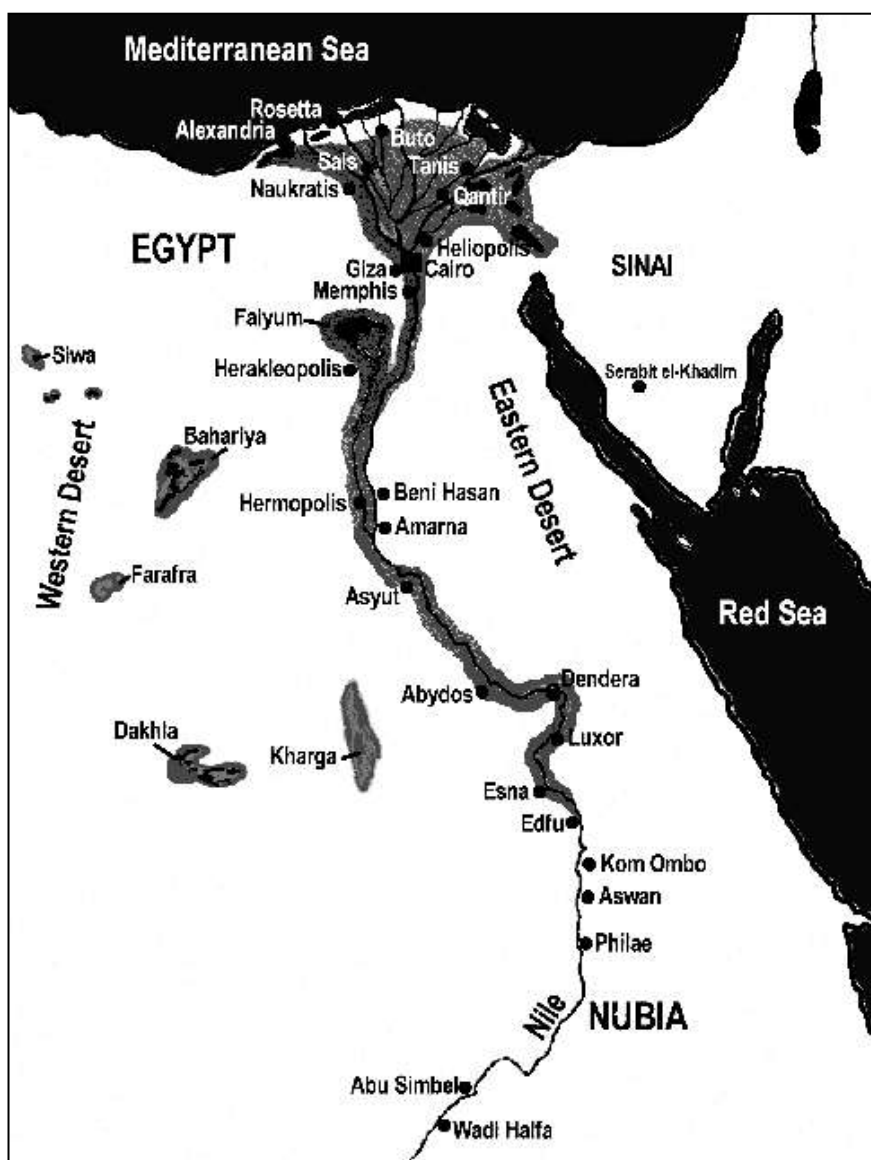 Mediterranean Sea
Rosetta
Alexandria
Buto
Sais
Tanis
Naukratis
Qantir
EGYPT
Heliopolis
Giza
Cairo
SINAI
Memphis
Faiyum
Siwa
Herakleopolis
Serabit el-Khadim
Eastern Desert
Western Desert
Bahariya
Beni Hasan
Hermopolis
Amarna
Farafra
Asyut
Red Sea
Dendera
Abydos
Dakhla
Kharga
Luxor
Esna
Edfu
Kom Ombo
Aswan
Philae
Nile
NUBIA
Abu Simbel
Wadi Halfa